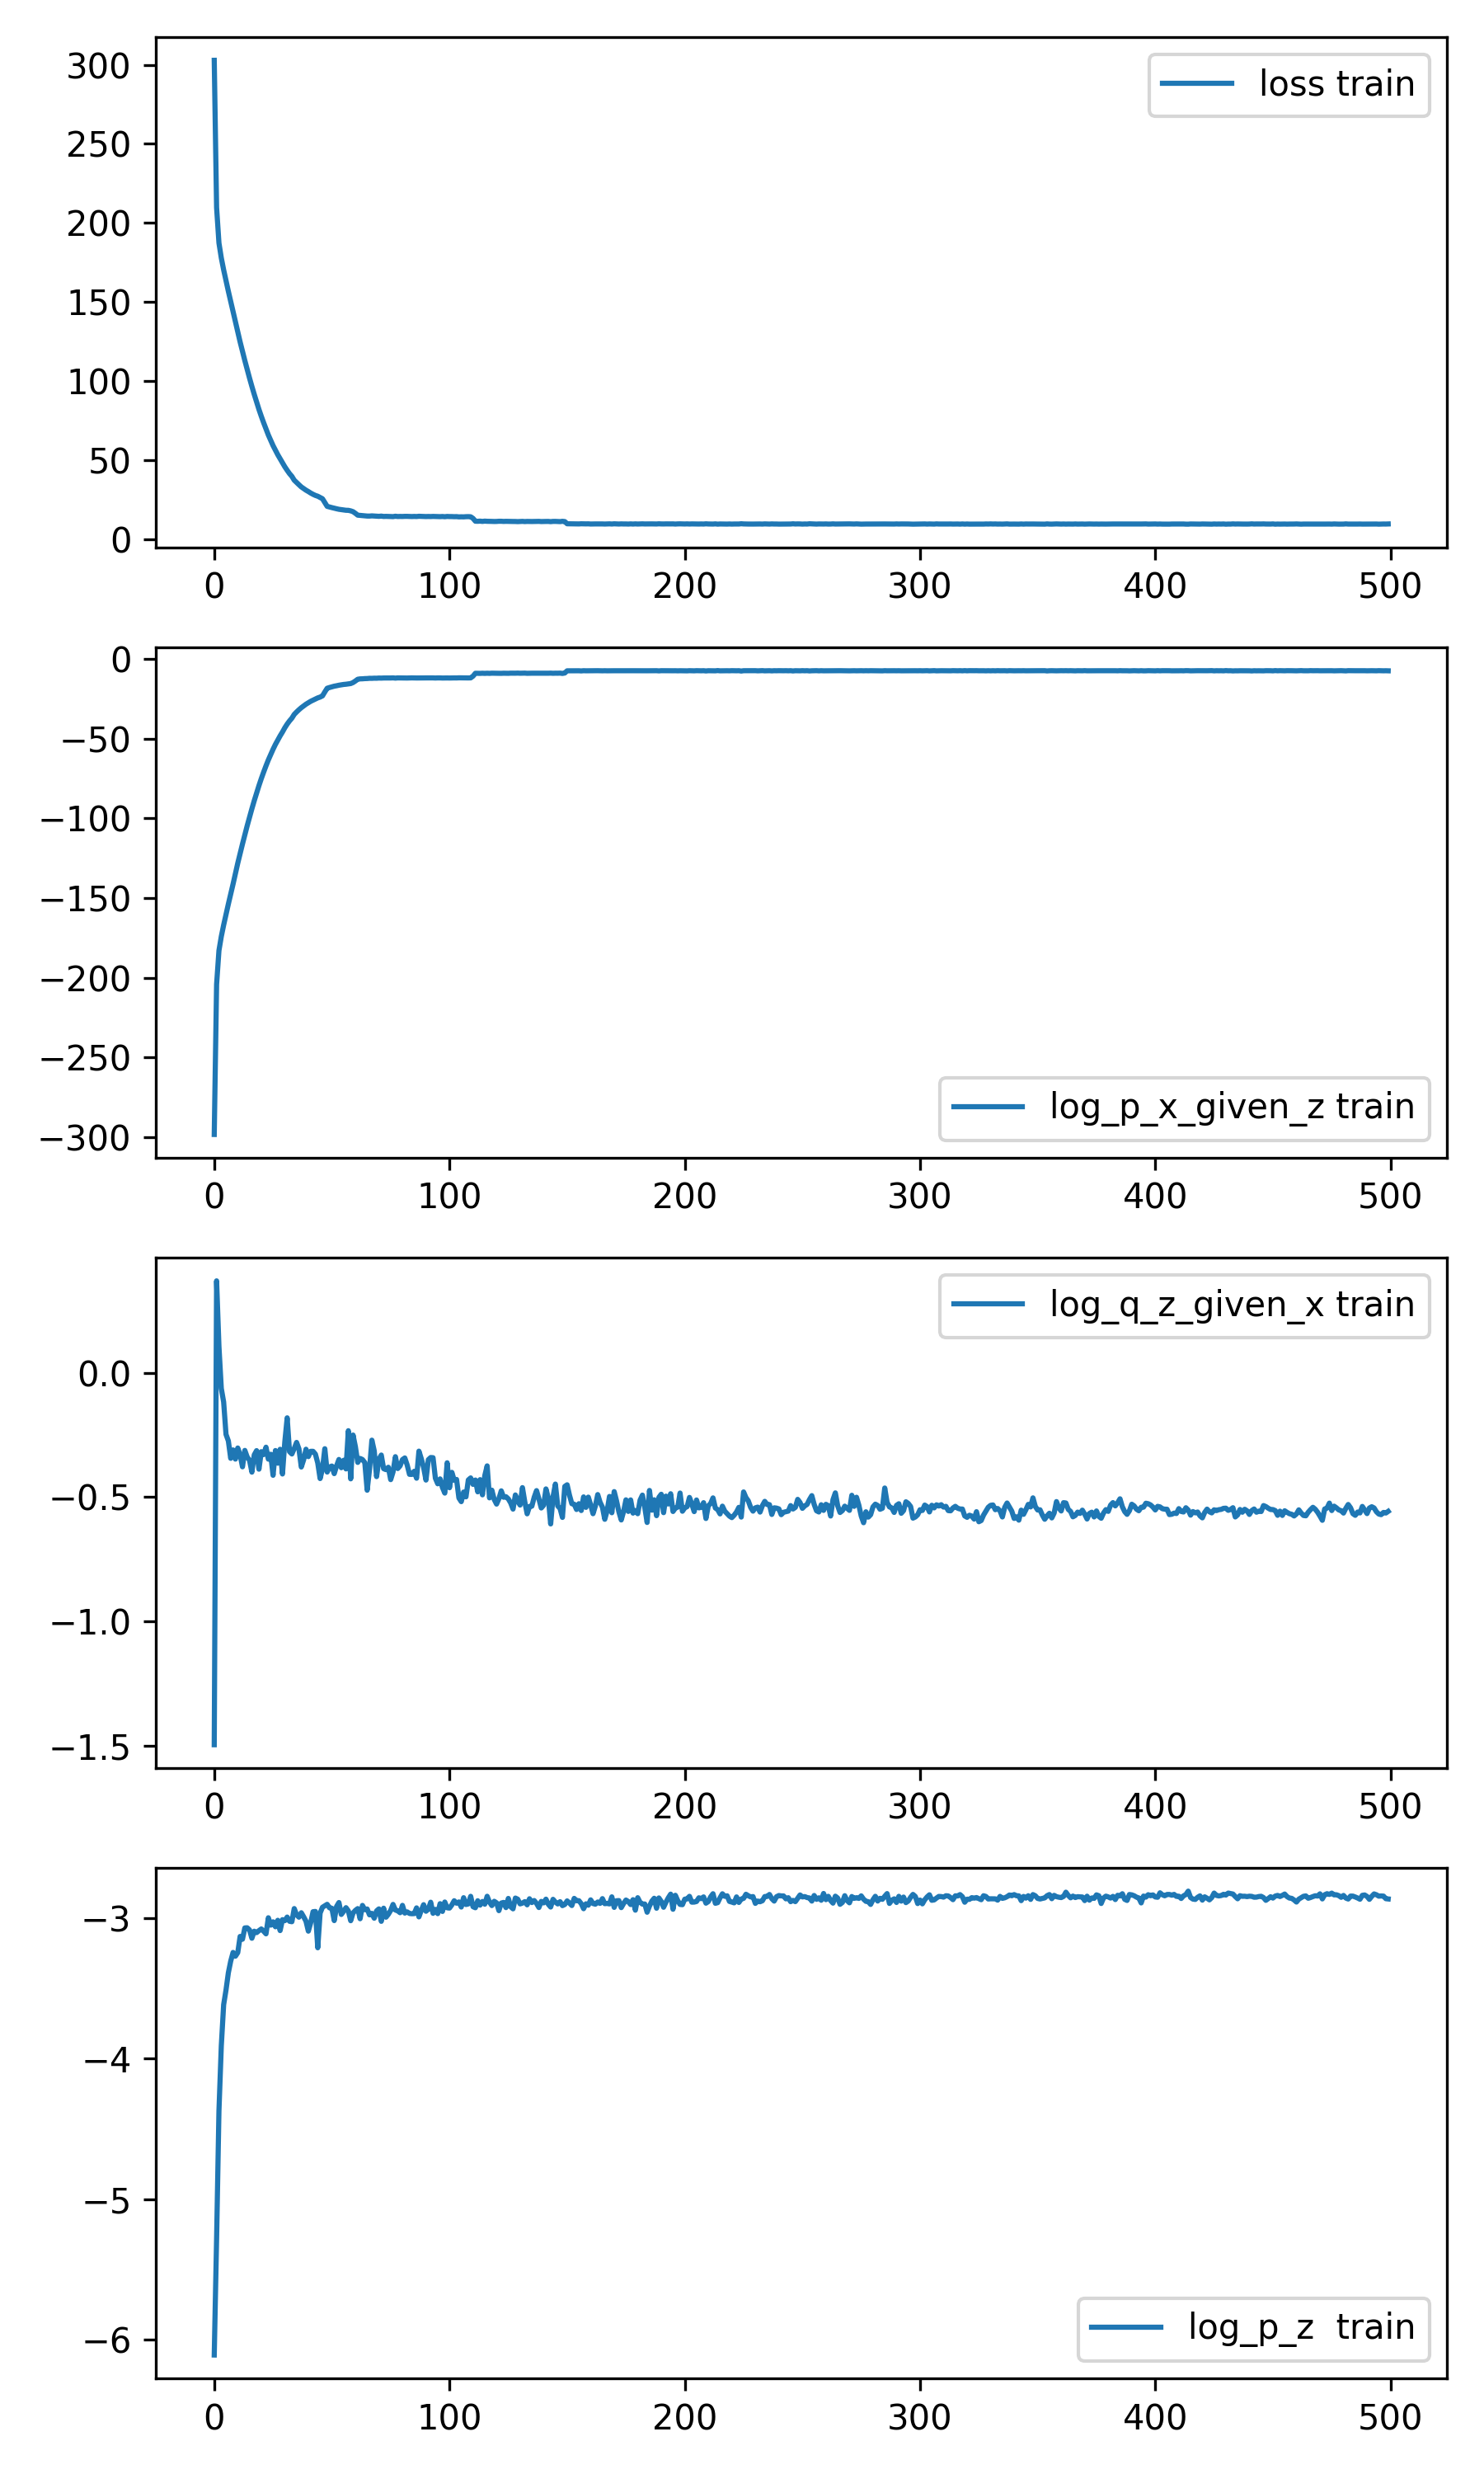 300
250
200
150
100
50
0
loss train
0 100 200 300 400 500
0
−50
−100
−150
−200
−250
−300
log_p_x_given_z train
0 100 200 300 400 500
0.0
−0.5
−1.0
−1.5
log_q_z_given_x train
0 100 200 300 400 500
−3
−4
−5
−6
log_p_z  train
0 100 200 300 400 500